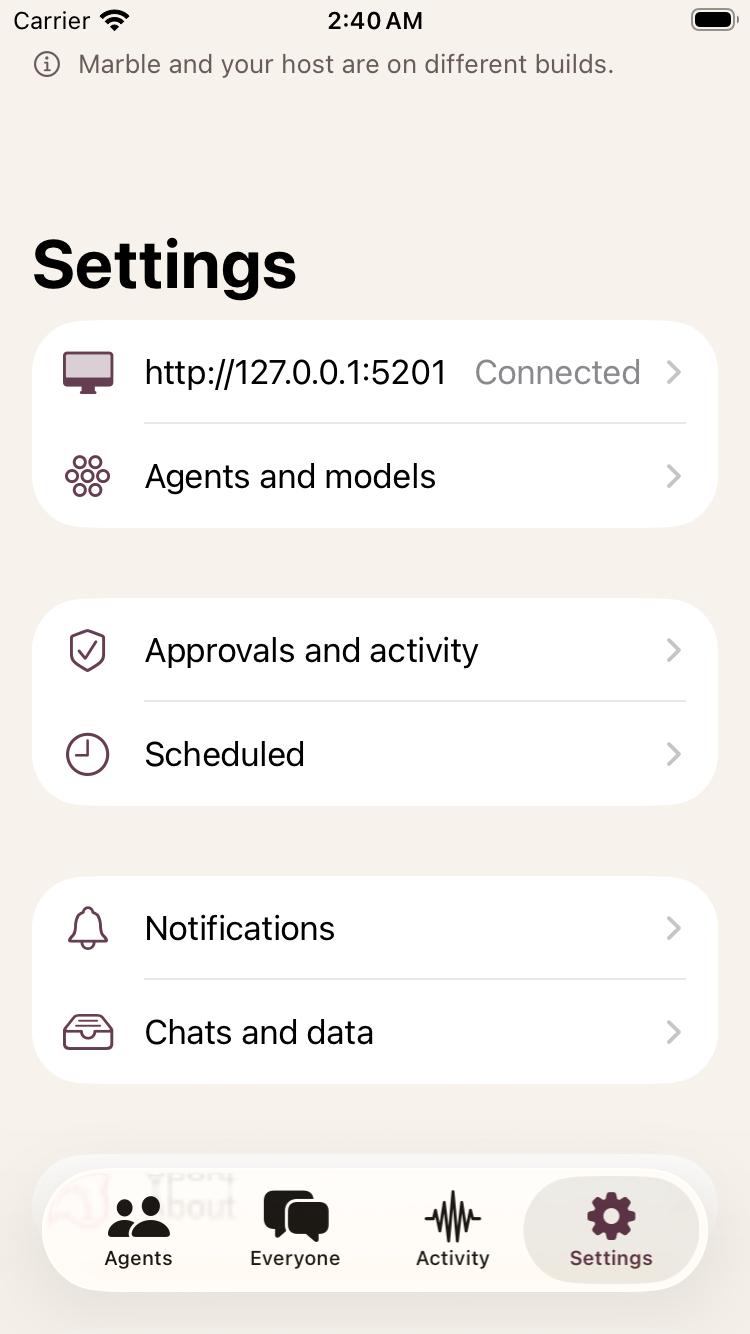 Carrier 2:40 AM
Marble and your host are on different builds.
Settings
http://127.0.0.1:5201 Connected
Agents and models
Approvals and activity
Scheduled
Notifications
Chats and data
About
Agents Everyone Activity Settings